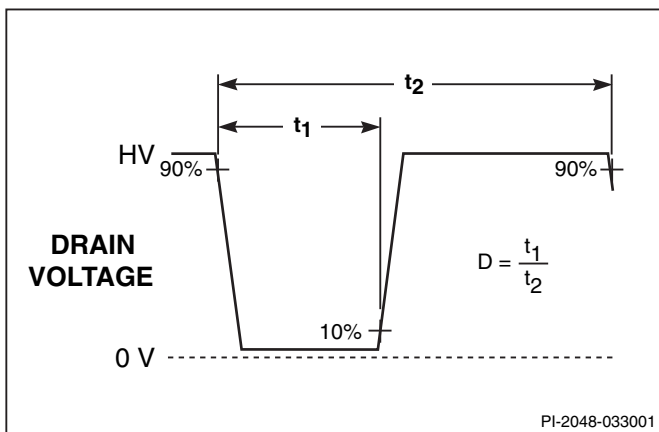 t2
t1
HV
90%
90%
DRAIN
VOLTAGE
D = t1
t2
10%
0 V
PI-2048-033001